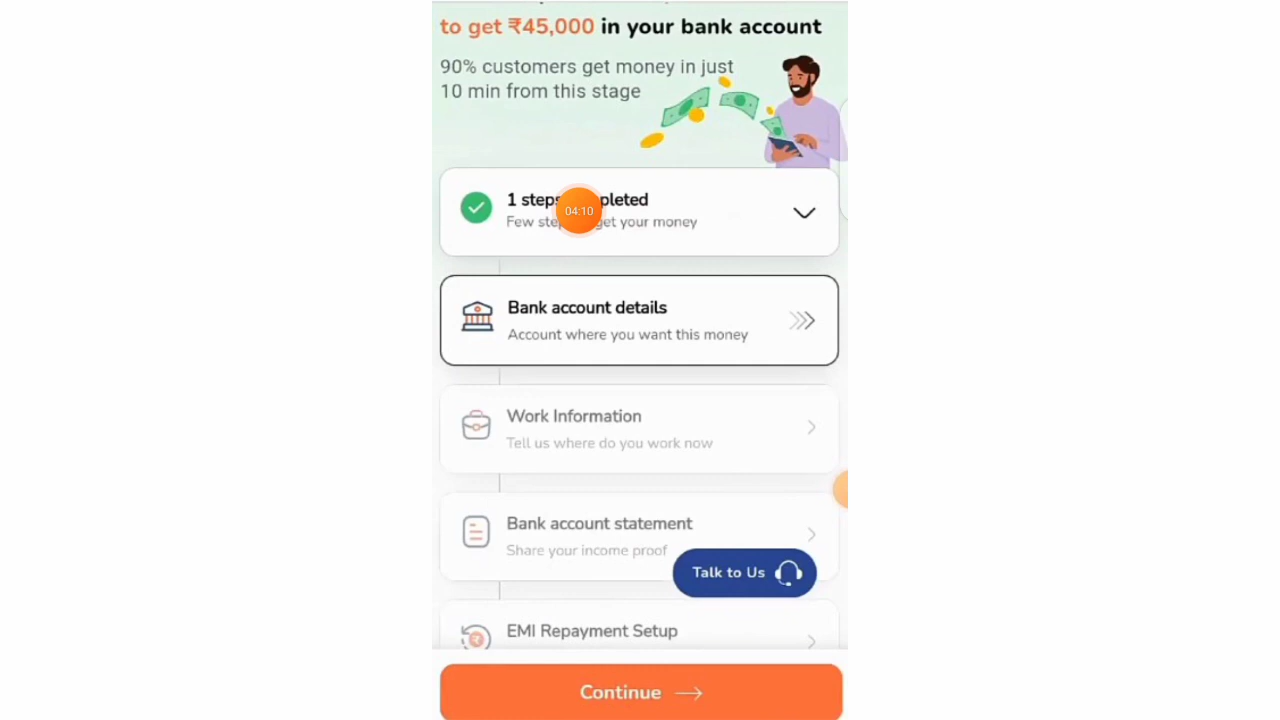 to get ₹45,000 in your bank account
90% customers get money in just
10 min from this stage
1 steps
04:10
Few get your money
Bank account details
Account where you want this money
Work Information
Tell us where do you work now
Bank account statement
Share your income proof
Talk to Us
EMI Repayment Setup
Continue